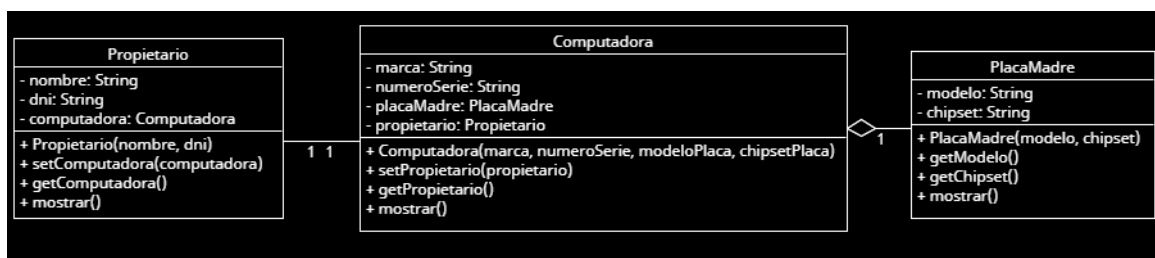 Propietario
- nombre: String
- dni: String
- computadora: Computadora
+ Propietario(nombre, dni)
+ setComputadora(computadora)
+ getComputadora()
+ mostrar()
1 1
Computadora
- marca: String
- numeroSerie: String
- placaMadre: PlacaMadre
- propietario: Propietario
+ Computadora(marca, numeroSerie, modeloPlaca, chipsetPlaca)
+ setPropietario(propietario)
+ getPropietario()
+ mostrar()
1
PlacaMadre
- modelo: String
- chipset: String
+ PlacaMadre(modelo, chipset)
+ getModelo()
+ getChipset()
+ mostrar()